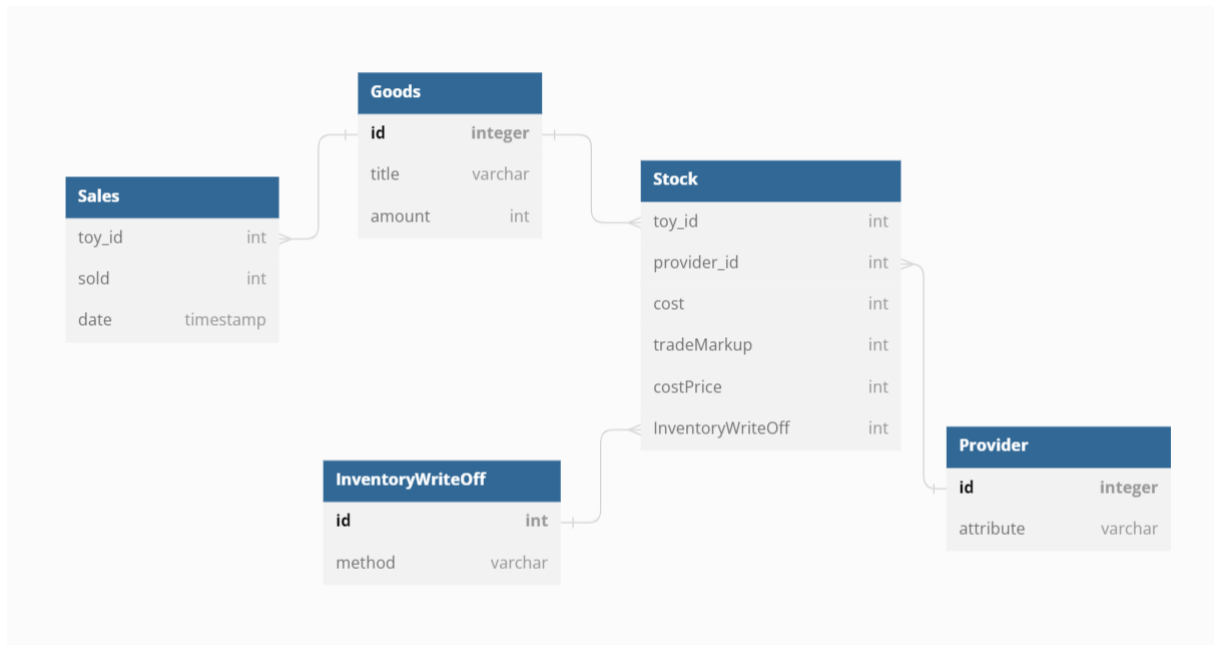 Goods
id integer
title varchar
amount int
Sales
toy_id int
sold int
date timestamp
Stock
toy_id int
provider_id int
cost int
tradeMarkup int
costPrice int
InventoryWriteOff int
InventoryWriteOff
id int
method varchar
Provider
id integer
attribute varchar